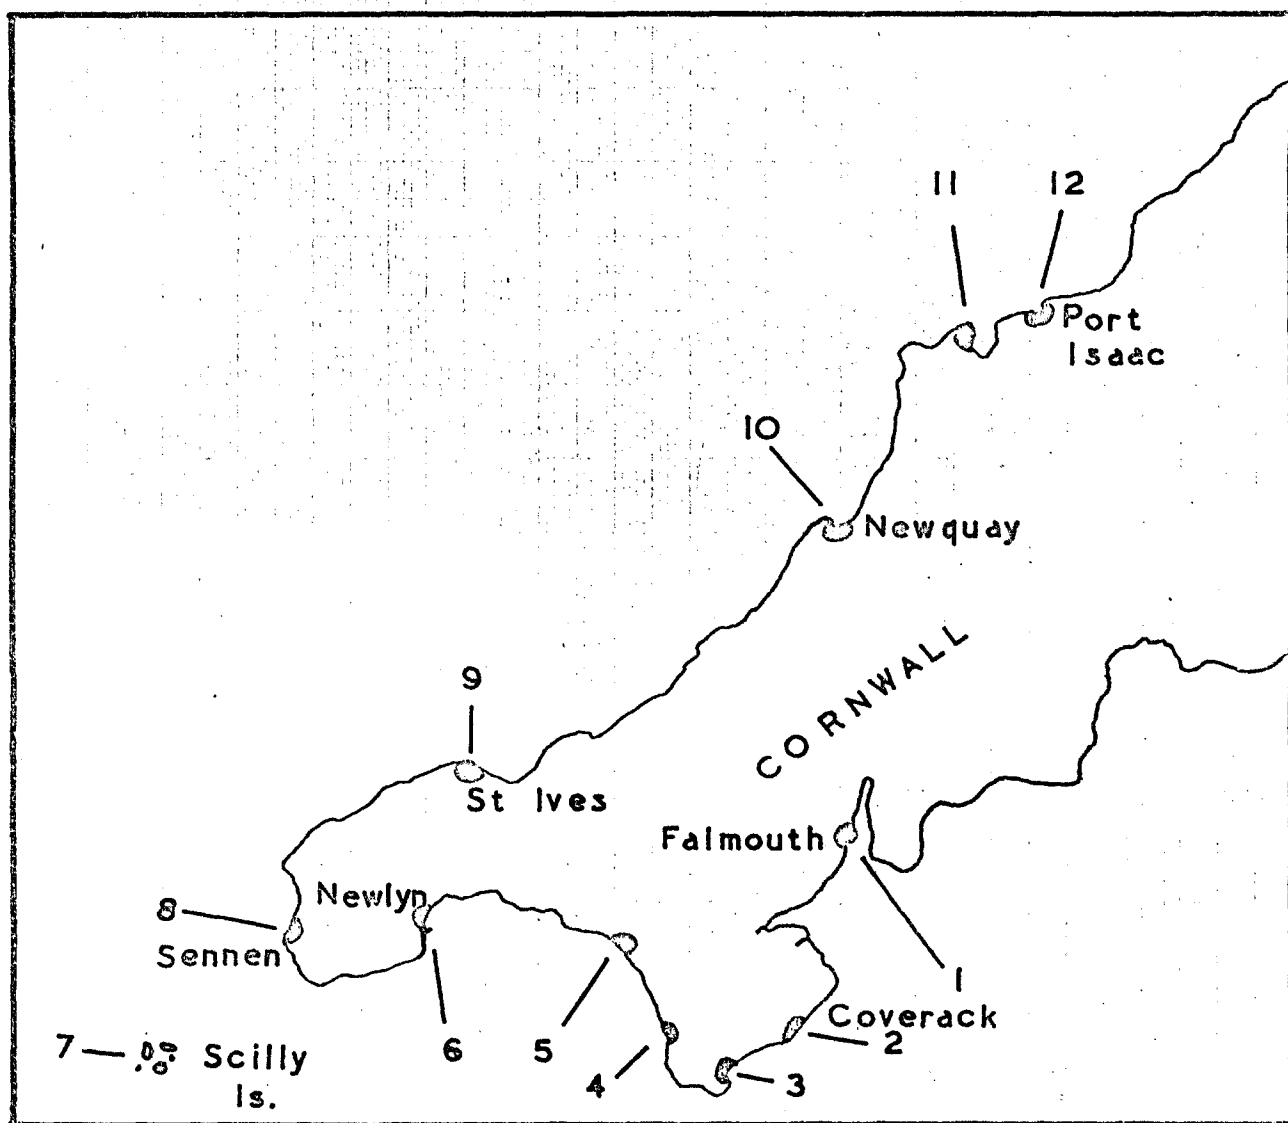 11
12
Port
Isaac
10
Newquay
CORNWALL
9
St Ives
Falmouth
Newlyn
8
Sennen
1
Coverack
2
7
Scilly
Is.
6
5
4
3